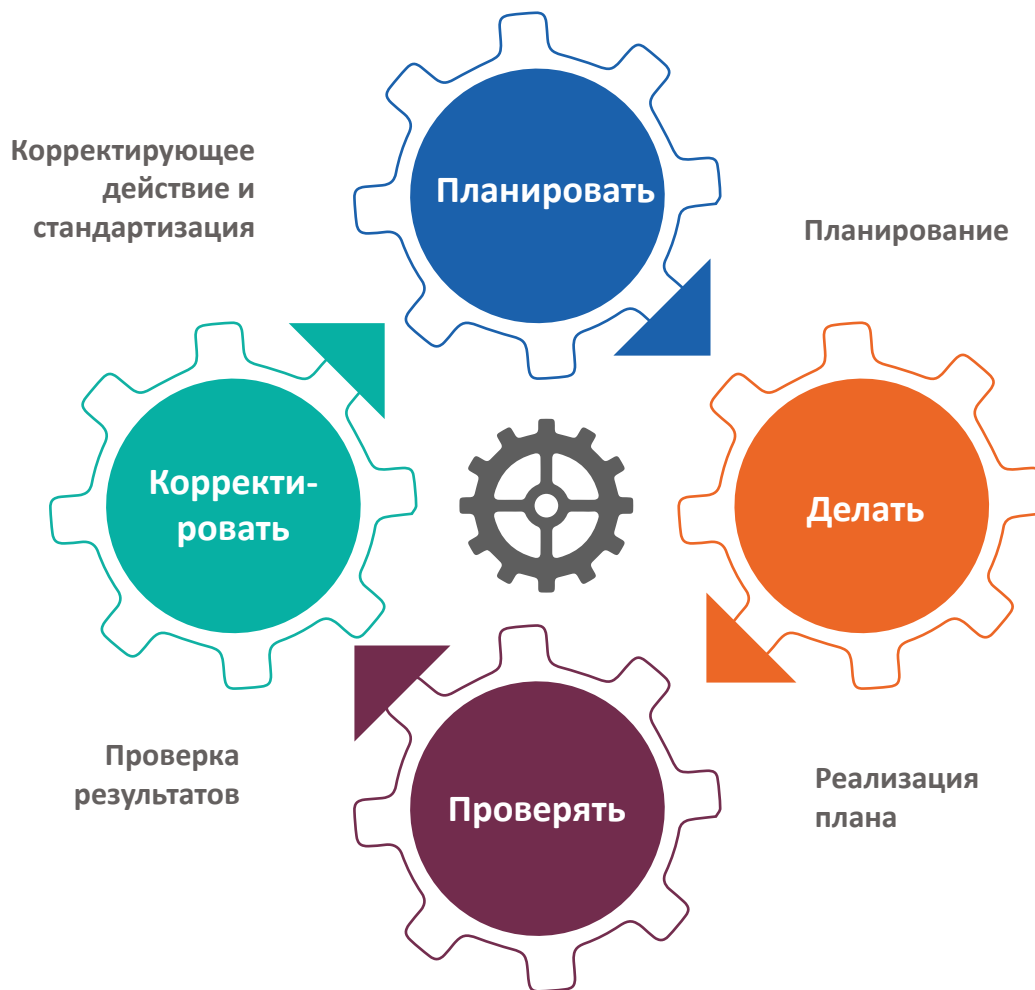 Корректирующее
действие и
стандартизация
Планировать
Планирование
Корректи-
ровать
Делать
Проверка
результатов
Проверять
Реализация
плана